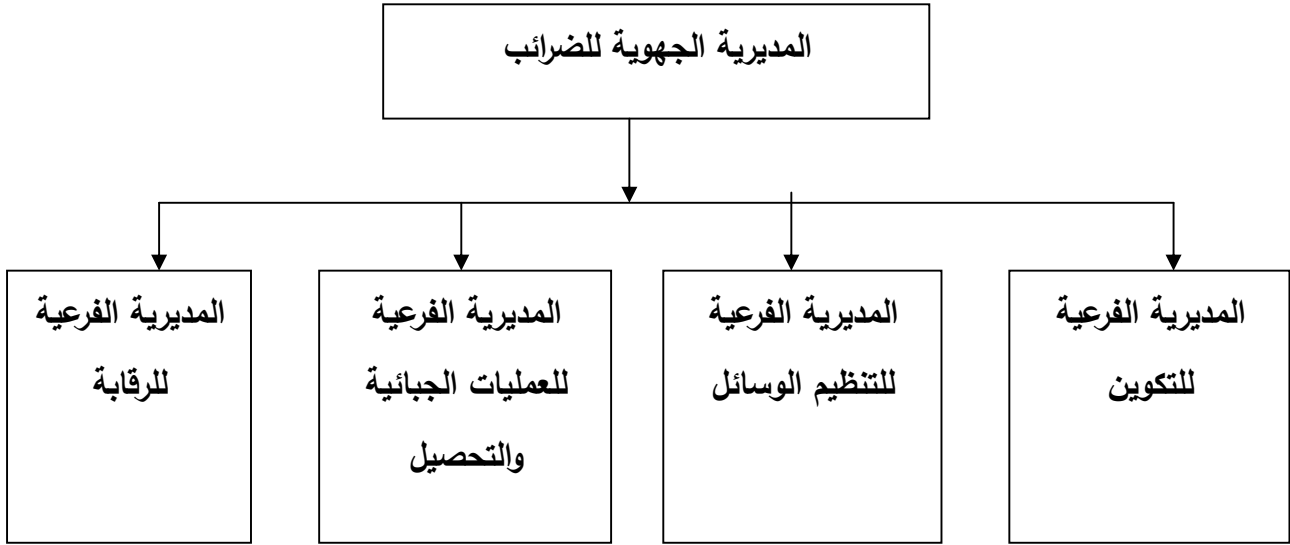 المديرية الجهوية للضرائب
المديرية الفرعية
للتكوين
المديرية الفرعية
للتنظيم الوسائل
المديرية الفرعية
للعمليات الجبائية
والتحصيل
المديرية الفرعية
للرقابة